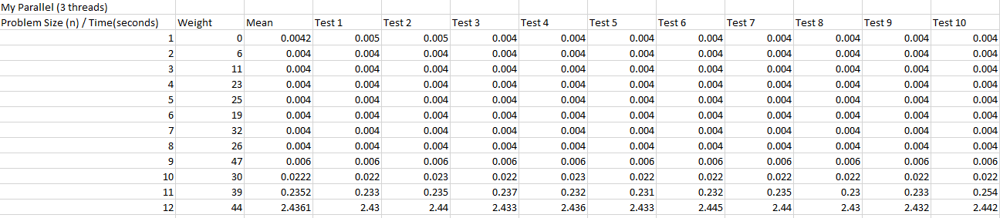 My Parallel (3 threads)
Problem Size (n) / Time(seconds) Weight Mean Test 1 Test 2 Test 3 Test 4 Test 5 Test 6 Test 7 Test 8 Test 9 Test 10
1 0 0.0042 0.005 0.005 0.004 0.004 0.004 0.004 0.004 0.004 0.004 0.004
2 6 0.004 0.004 0.004 0.004 0.004 0.004 0.004 0.004 0.004 0.004 0.004
3 11 0.004 0.004 0.004 0.004 0.004 0.004 0.004 0.004 0.004 0.004 0.004
4 23 0.004 0.004 0.004 0.004 0.004 0.004 0.004 0.004 0.004 0.004 0.004
5 25 0.004 0.004 0.004 0.004 0.004 0.004 0.004 0.004 0.004 0.004 0.004
6 19 0.004 0.004 0.004 0.004 0.004 0.004 0.004 0.004 0.004 0.004 0.004
7 32 0.004 0.004 0.004 0.004 0.004 0.004 0.004 0.004 0.004 0.004 0.004
8 26 0.004 0.004 0.004 0.004 0.004 0.004 0.004 0.004 0.004 0.004 0.004
9 47 0.006 0.006 0.006 0.006 0.006 0.006 0.006 0.006 0.006 0.006 0.006
10 30 0.0222 0.022 0.023 0.022 0.023 0.022 0.022 0.022 0.022 0.022 0.022
11 39 0.2352 0.233 0.235 0.237 0.232 0.231 0.232 0.235 0.23 0.233 0.254
12 44 2.4361 2.43 2.44 2.433 2.436 2.433 2.445 2.44 2.43 2.432 2.442